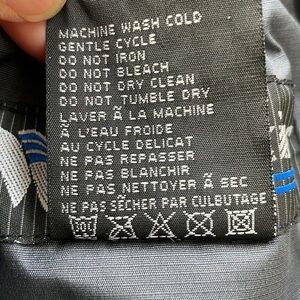 MACHINE WASH COLD
GENTLE CYCLE
DO NOT IRON
DO NOT BLEACH
DO NOT DRY CLEAN
DO NOT TUMBLE DRY
LAVER Ã LA MACHINE
Ã L'EAU FROIDE
AU CYCLE DELICAT
NE PAS REPASSER
NE PAS BLANCHIR
NE PAS NETTOYER Ã SEC
NE PAS SÉCHER PAR CULBUTAGE
30C